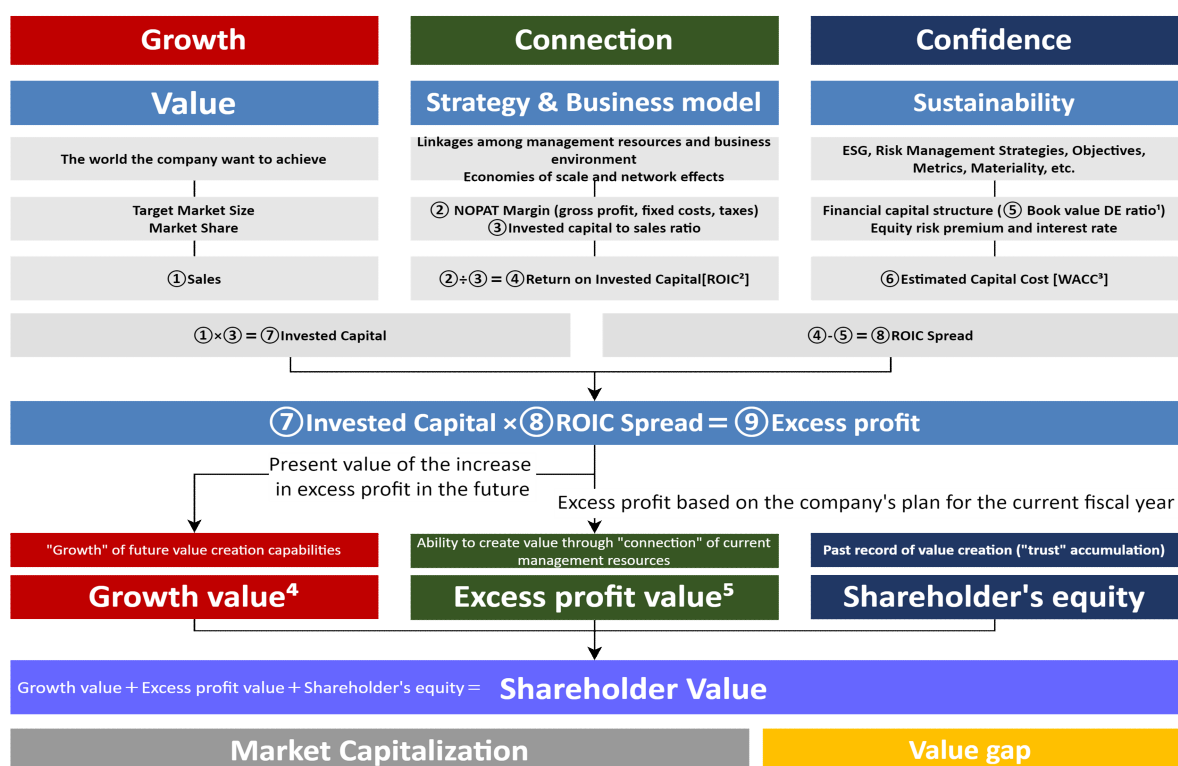 Growth
Connection
Confidence
Value
Strategy & Business model
Sustainability
The world the company want to achieve
Linkages among management resources and business
environment
Economies of scale and network effects
ESG, Risk Management Strategies, Objectives,
Metrics, Materiality, etc.
Target Market Size
Market Share
② NOPAT Margin (gross profit, fixed costs, taxes)
③Invested capital to sales ratio
Financial capital structure (⑤ Book value DE ratio¹)
Equity risk premium and interest rate
①Sales
②÷③=④Return on Invested Capital[ROIC²]
⑥Estimated Capital Cost [WACC³]
①×③=⑦Invested Capital
④-⑤=⑧ROIC Spread
⑦Invested Capital ×⑧ROIC Spread=⑨Excess profit
Present value of the increase
in excess profit in the future
Excess profit based on the company's plan for the current fiscal year
"Growth" of future value creation capabilities
Ability to create value through "connection" of current
management resources
Past record of value creation ("trust" accumulation)
Growth value⁴
Excess profit value⁵
Shareholder's equity
Growth value+Excess profit value+Shareholder's equity= Shareholder Value
Market Capitalization
Value gap